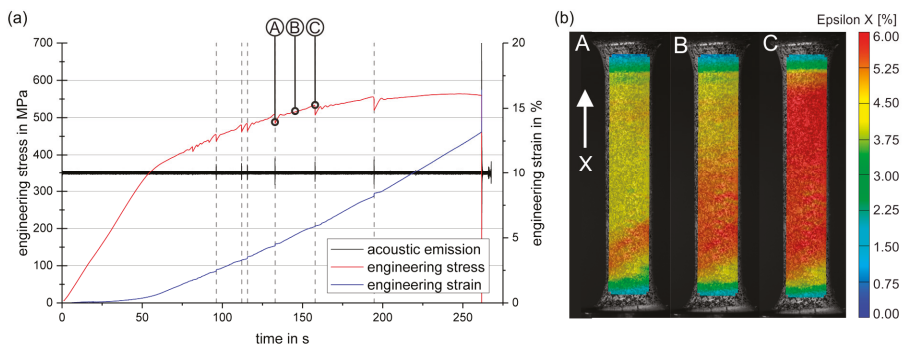 (a)
A B C
700
600
500
400
300
200
100
0
engineering stress in MPa
20
15
10
5
0
engineering strain in %
acoustic emission
engineering stress
engineering strain
0 50 100 150 200 250
time in s
(b)
Epsilon X [%]
A B C
X
6.00
5.25
4.50
3.75
3.00
2.25
1.50
0.75
0.00